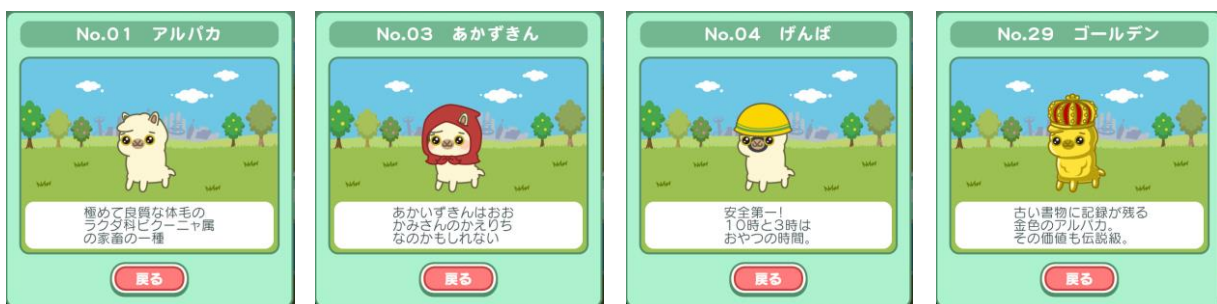 No.01 アルパカ
極めて良質な体毛の
ラクダ科ビクーニャ属
の家畜の一種
戻る
No.03 あかずきん
あかいずきんはおお
かみさんのかえりち
なのかもしれない
戻る
No.04 げんば
安全第一!
10時と3時は
おやつの時間。
戻る
No.29 ゴールデン
古い書物に記録が残る
金色のアルパカ。
その価値も伝説級。
戻る